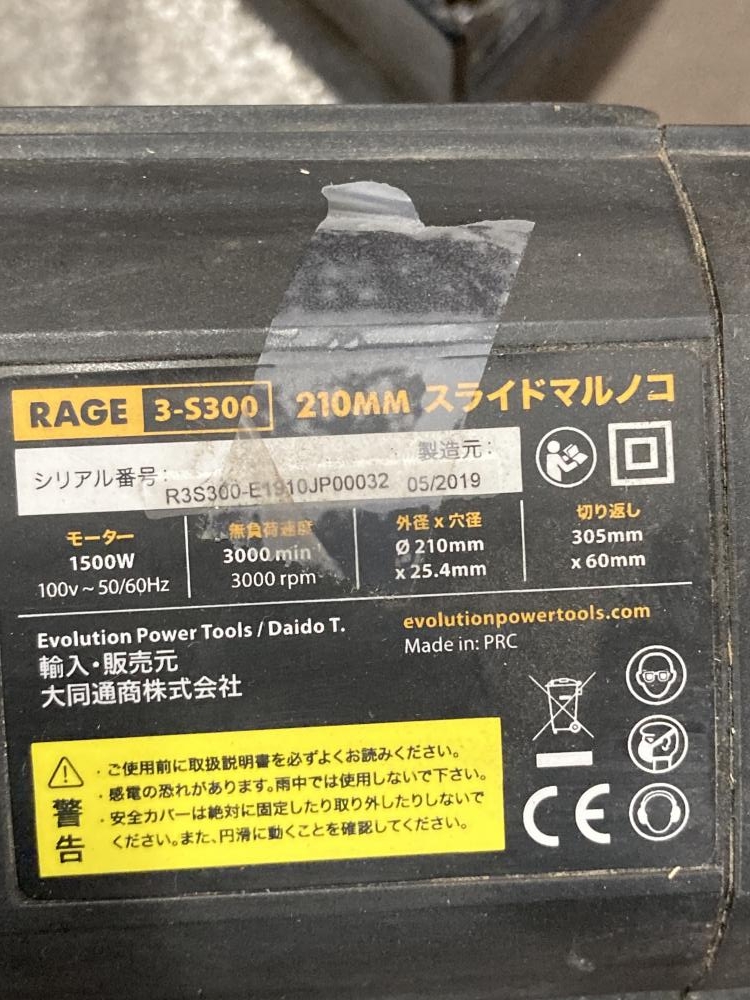 RAGE 3-S300 210MM スライドマルノコ
シリアル番号: 製造元:
R3S300-E1910JP00032 05/2019
モーター
1500W
100v ~ 50/60Hz
無負荷速度
3000 min
3000 rpm
外径 x 穴径
Ø 210mm
x 25.4mm
切り返し
305mm
x 60mm
Evolution Power Tools / Daido T.
輸入・販売元
大同通商株式会社
evolutionpowertools.com
Made in: PRC
警告
・ご使用前に取扱説明書を必ずよくお読みください。
・感電の恐れがあります。雨中では使用しないで下さい。
・安全カバーは絶対に固定したり取り外したりしないで
ください。また、円滑に動くことを確認してください。
CE